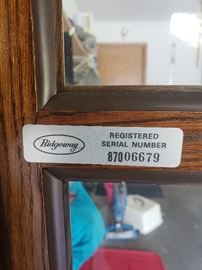 Ridgeway
REGISTERED
SERIAL NUMBER
87006679